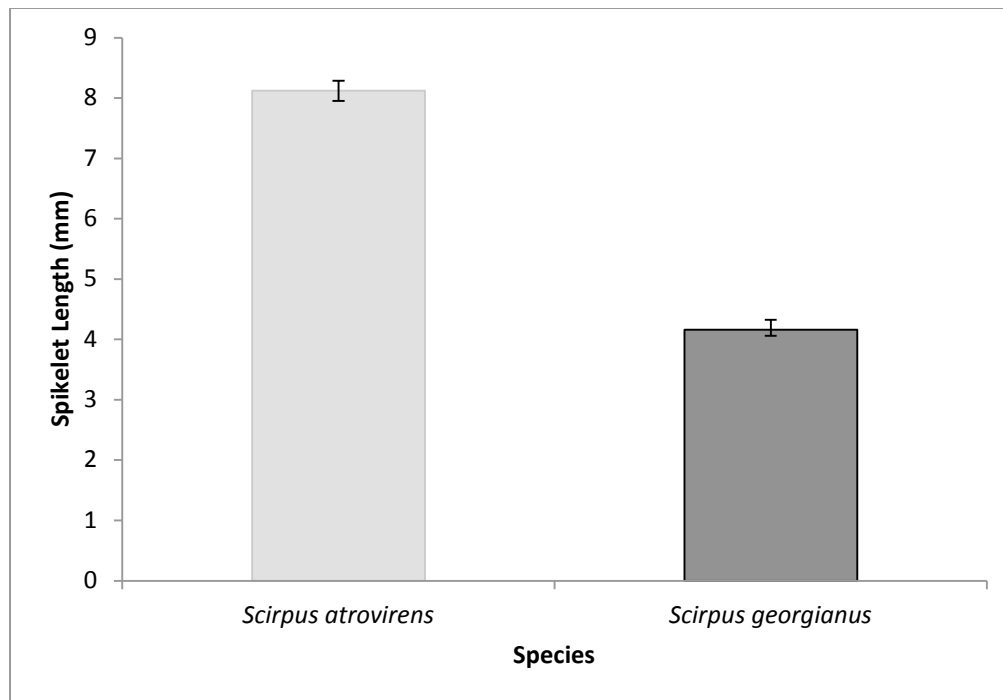 Spikelet Length (mm)
9
8
7
6
5
4
3
2
1
0
Scirpus atrovirens
Scirpus georgianus
Species